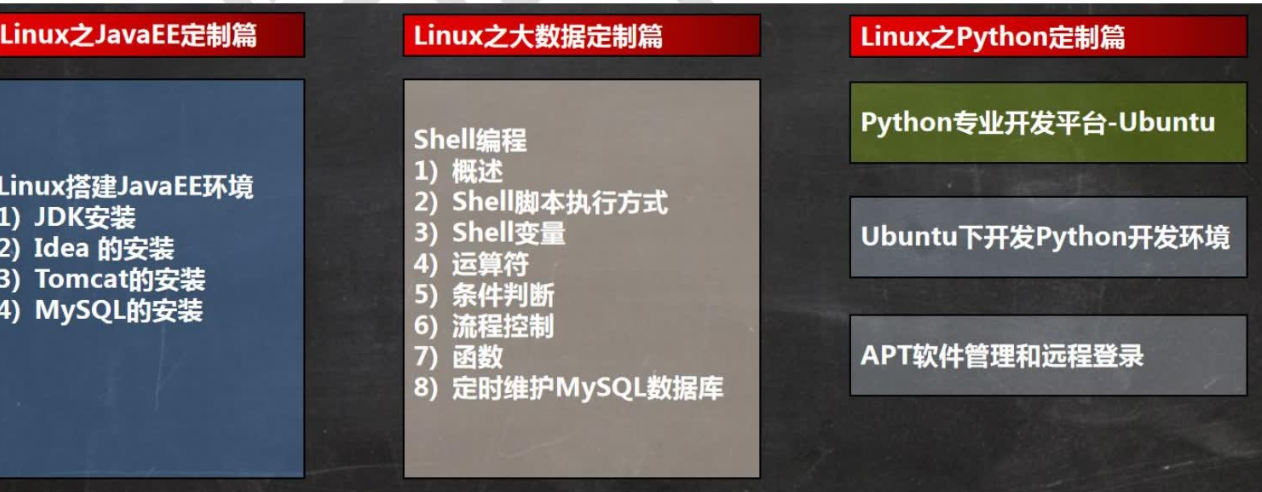 Linux之JavaEE定制篇
Linux搭建JavaEE环境
1) JDK安装
2) Idea 的安装
3) Tomcat的安装
4) MySQL的安装
Linux之大数据定制篇
Shell编程
1) 概述
2) Shell脚本执行方式
3) Shell变量
4) 运算符
5) 条件判断
6) 流程控制
7) 函数
8) 定时维护MySQL数据库
Linux之Python定制篇
Python专业开发平台-Ubuntu
Ubuntu下开发Python开发环境
APT软件管理和远程登录